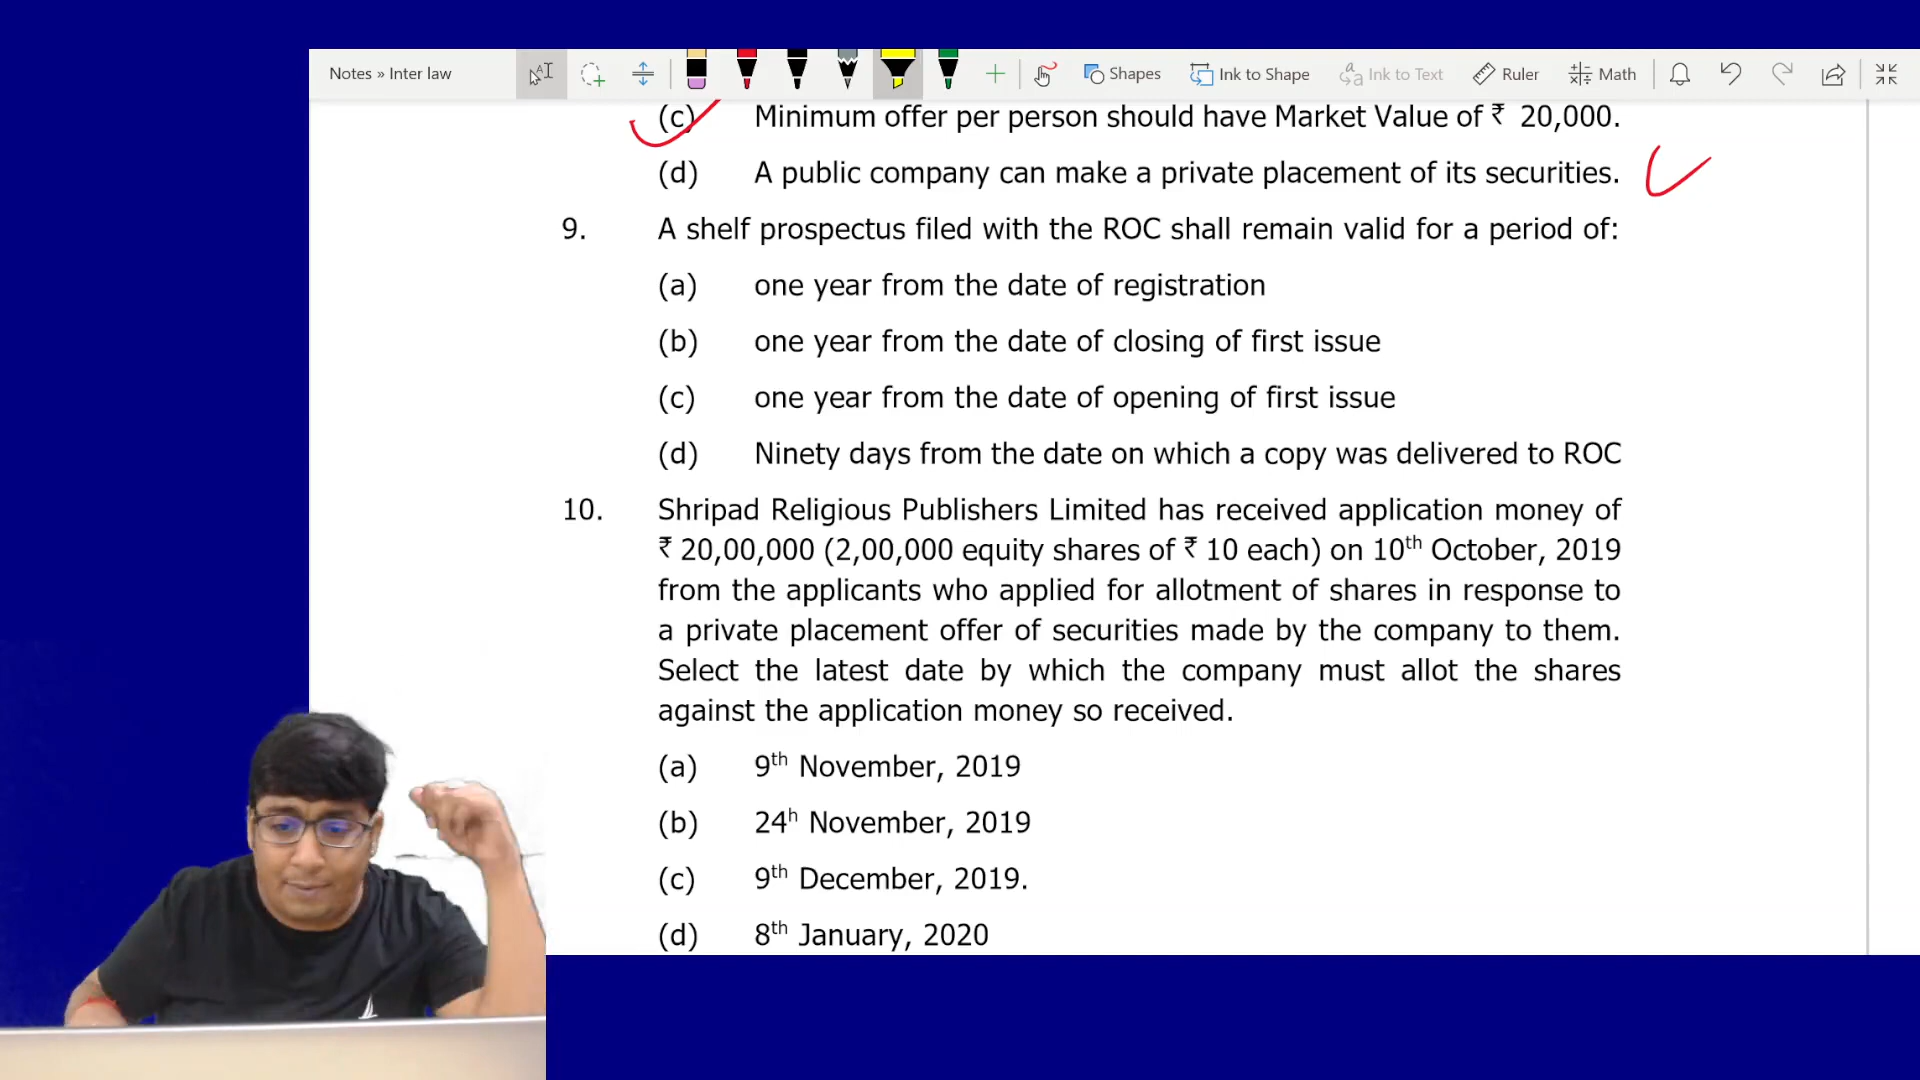 Notes » Inter law
Shapes
Ink to Shape
Ink to Text
Ruler
Math
(c) Minimum offer per person should have Market Value of ₹ 20,000.
(d) A public company can make a private placement of its securities.
9. A shelf prospectus filed with the ROC shall remain valid for a period of:
(a) one year from the date of registration
(b) one year from the date of closing of first issue
(c) one year from the date of opening of first issue
(d) Ninety days from the date on which a copy was delivered to ROC
10. Shripad Religious Publishers Limited has received application money of
₹ 20,00,000 (2,00,000 equity shares of ₹ 10 each) on 10th October, 2019
from the applicants who applied for allotment of shares in response to
a private placement offer of securities made by the company to them.
Select the latest date by which the company must allot the shares
against the application money so received.
(a) 9th November, 2019
(b) 24h November, 2019
(c) 9th December, 2019.
(d) 8th January, 2020